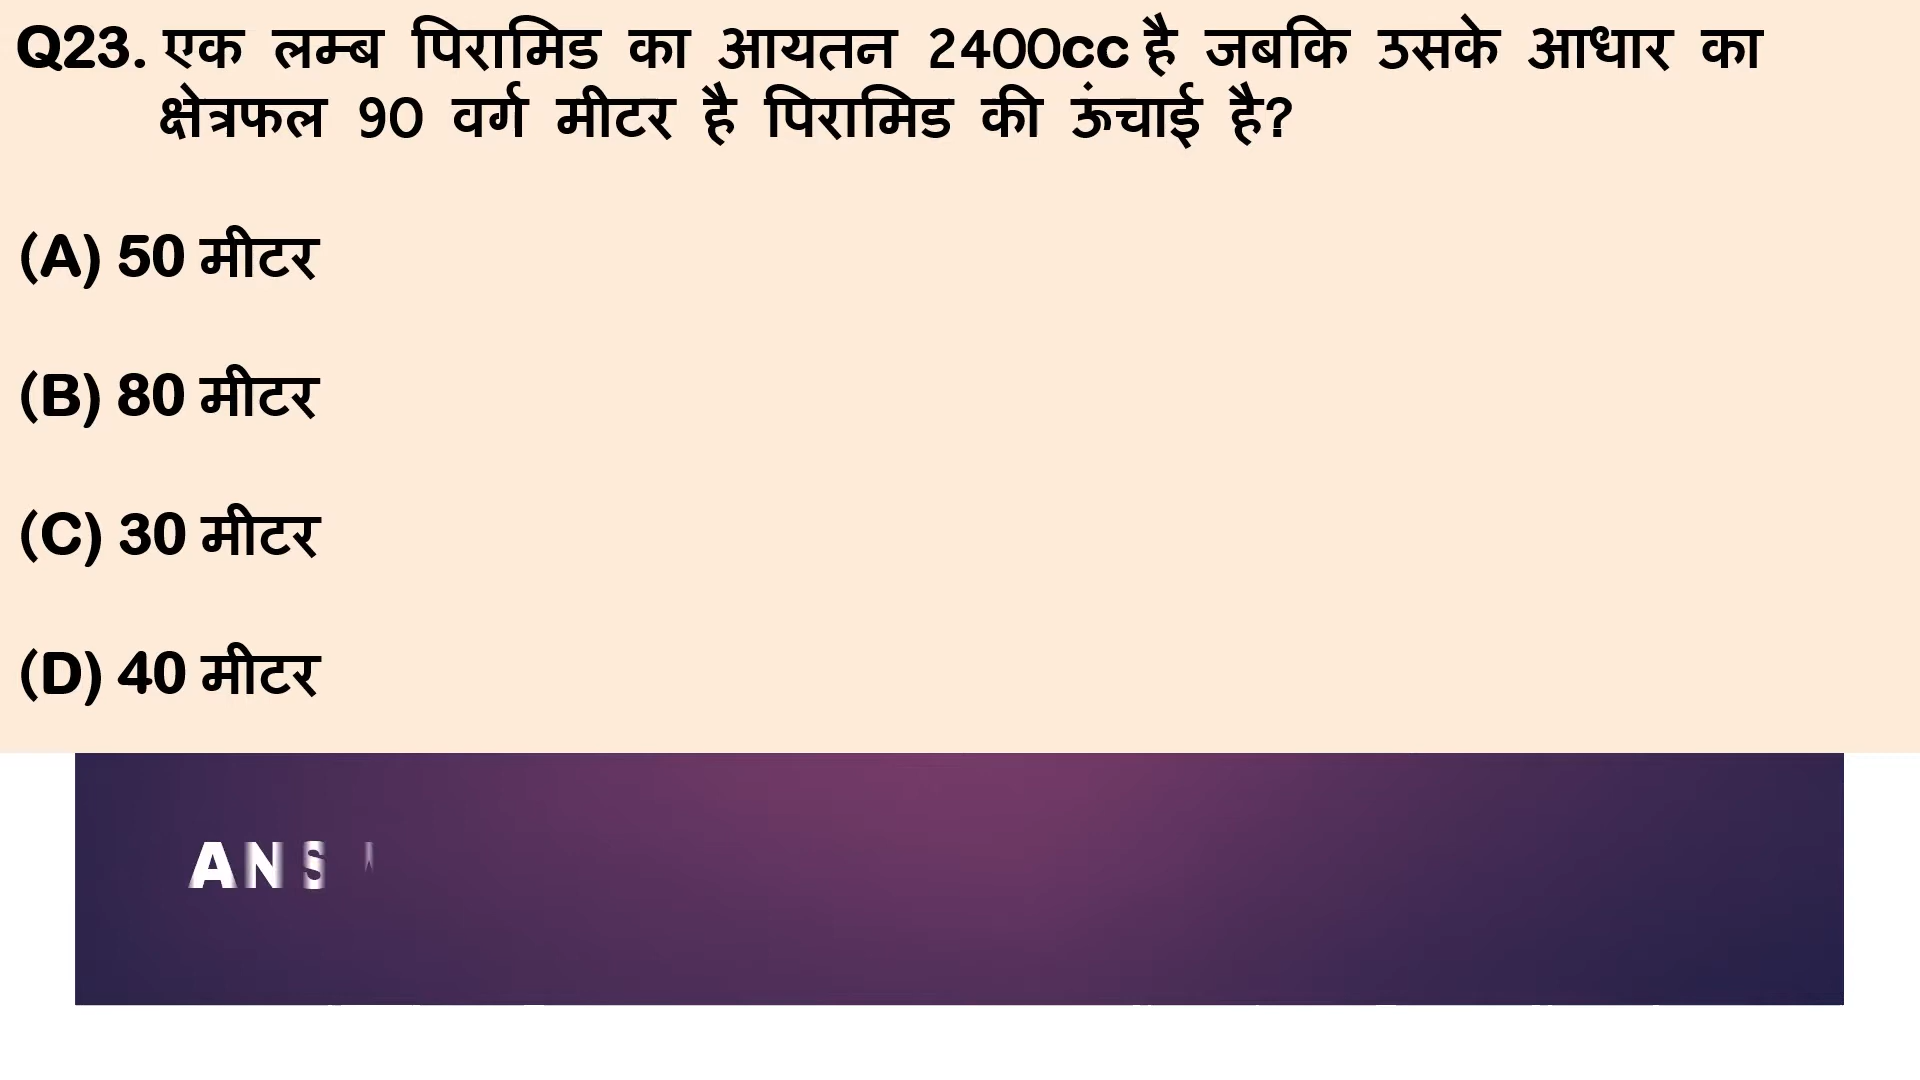 Q23. एक लम्ब पिरामिड का आयतन 2400cc है जबकि उसके आधार का
क्षेत्रफल 90 वर्ग मीटर है पिरामिड की ऊंचाई है?
(A) 50 मीटर
(B) 80 मीटर
(C) 30 मीटर
(D) 40 मीटर
ANS